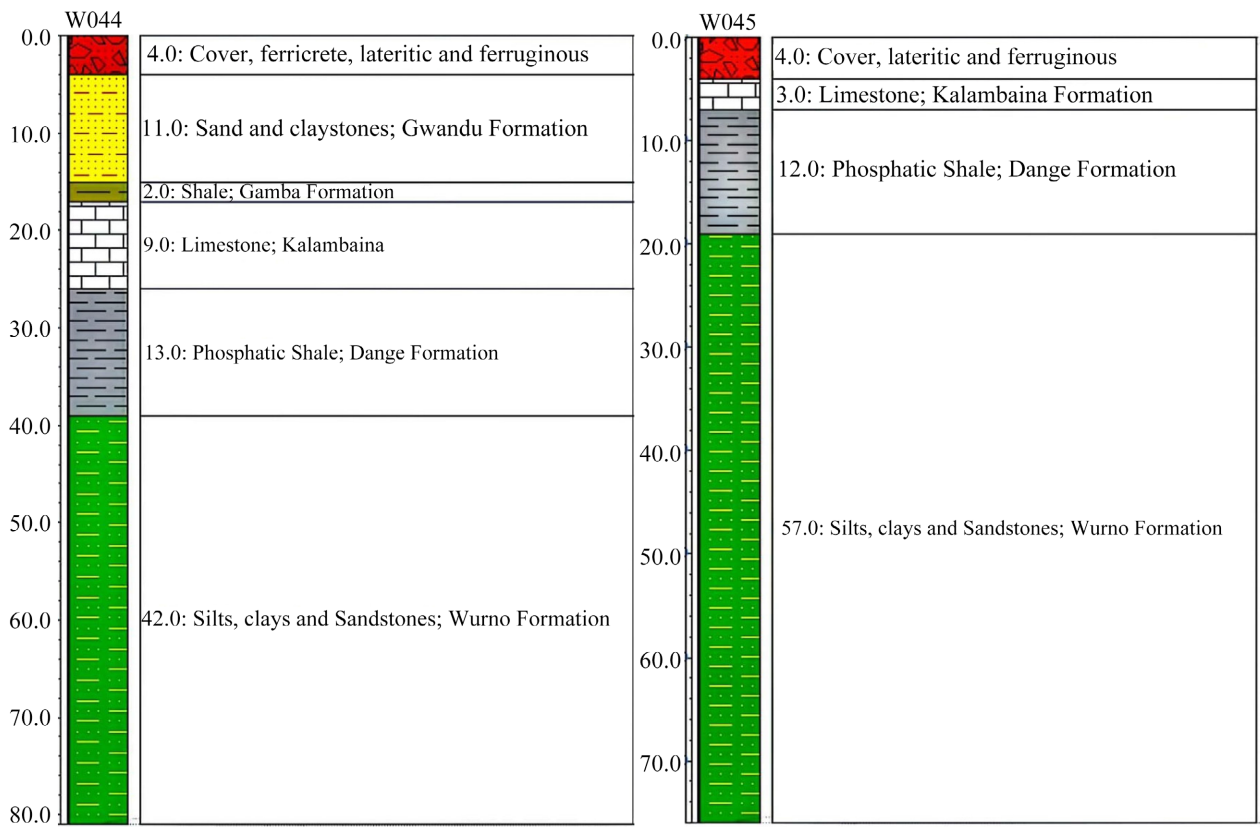 W044
0.0
4.0: Cover, ferricrete, lateritic and ferruginous
10.0
11.0: Sand and claystones; Gwandu Formation
2.0: Shale; Gamba Formation
20.0
9.0: Limestone; Kalambaina
30.0
13.0: Phosphatic Shale; Dange Formation
40.0
50.0
60.0
42.0: Silts, clays and Sandstones; Wurno Formation
70.0
80.0
W045
0.0
4.0: Cover, lateritic and ferruginous
3.0: Limestone; Kalambaina Formation
10.0
12.0: Phosphatic Shale; Dange Formation
20.0
30.0
40.0
57.0: Silts, clays and Sandstones; Wurno Formation
50.0
60.0
70.0